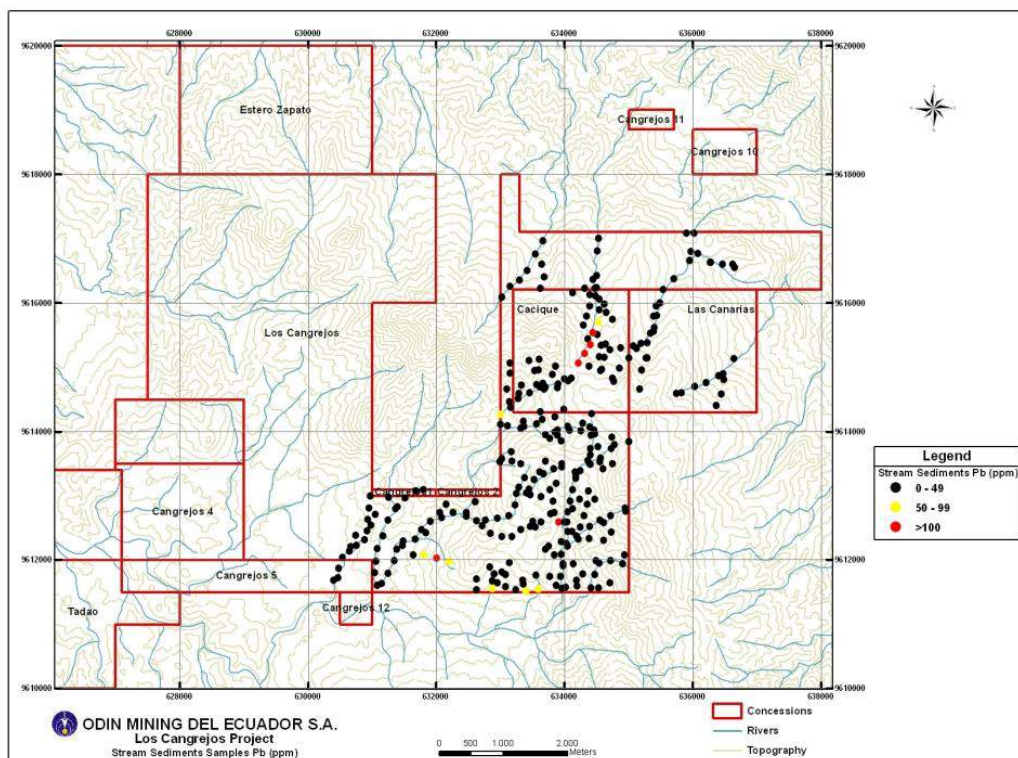 628000 630000 632000 634000 636000 638000
9620000 9620000
Estero Zapato
Cangrejos 11
Cangrejos 10
9618000 9618000
9616000 9616000
Cacique
Las Canarias
Los Cangrejos
9614000 9614000
Cangrejos 2
Cangrejos 4
9612000 9612000
Cangrejos 5
Tadao
Cangrejos 12
9610000 9610000
628000 630000 632000 634000 636000 638000
Legend
Stream Sediments Pb (ppm)
0 - 49
50 - 99
>100
ODIN MINING DEL ECUADOR S.A.
Los Cangrejos Project
Stream Sediments Samples Pb (ppm)
0 500 1.000 2.000
Meters
Concessions
Rivers
Topography